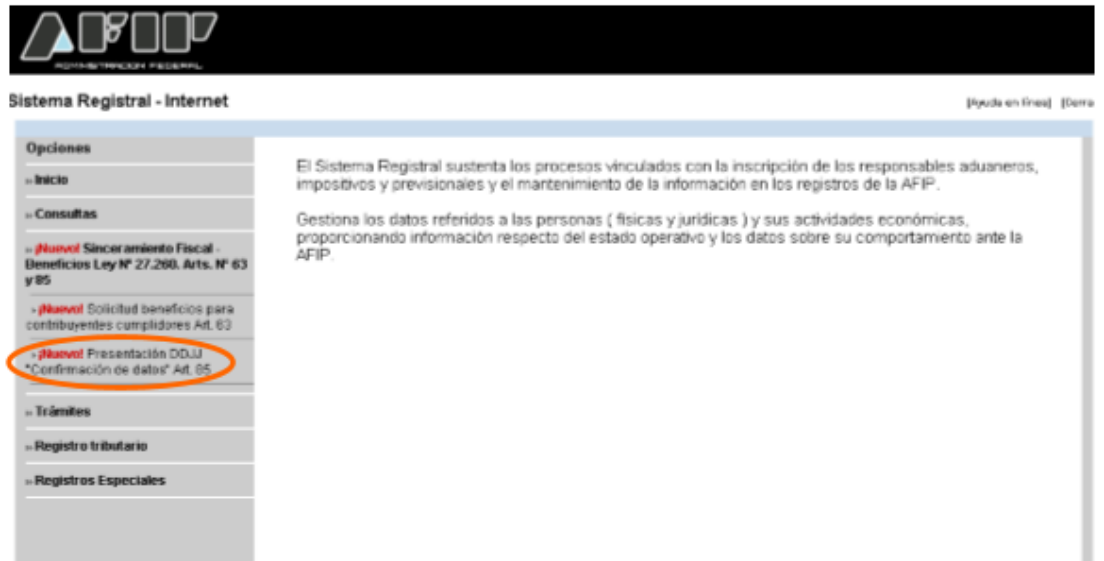 AFIP
ADMINISTRACION FEDERAL
Sistema Registral - Internet
[Ayuda en línea] [Cerra
Opciones
» Inicio
» Consultas
» ¡Nuevo! Sinceramiento Fiscal -
Beneficios Ley Nº 27.260. Arts. Nº 63
y 85
» ¡Nuevo! Solicitud beneficios para
contribuyentes cumplidores Art. 63
» ¡Nuevo! Presentación DDJJ
"Confirmación de datos" Art. 85
» Trámites
» Registro tributario
» Registros Especiales
El Sistema Registral sustenta los procesos vinculados con la inscripción de los responsables aduaneros,
impositivos y previsionales y el mantenimiento de la información en los registros de la AFIP.
Gestiona los datos referidos a las personas ( físicas y jurídicas ) y sus actividades económicas,
proporcionando información respecto del estado operativo y los datos sobre su comportamiento ante la
AFIP.